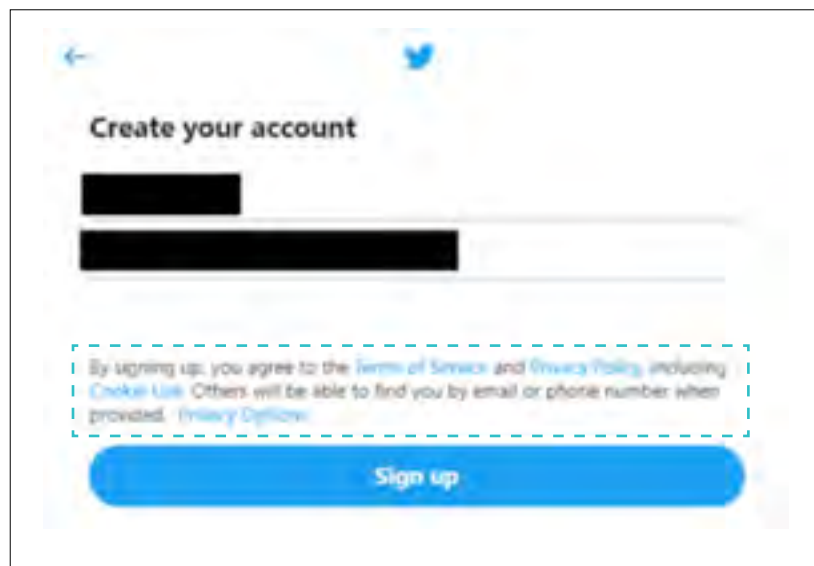 Create your account
By signing up, you agree to the Terms of Service and Privacy Policy, including
Cookie Use. Others will be able to find you by email or phone number when
provided. Privacy Options
Sign up